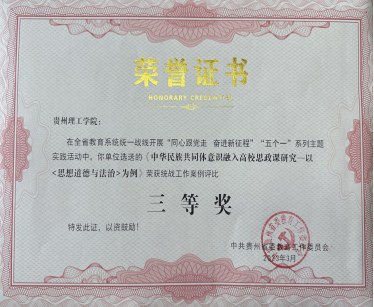 荣誉证书
HONORARY CREDENTIAL
贵州理工学院：
在全省教育系统统一战线开展“同心跟党走 奋进新征程”“五个一”系列主题
实践活动中，你单位选送的《中华民族共同体意识融入高校思政课研究—以
<思想道德与法治>为例》荣获统战工作案例评比
三等奖
特发此证，以资鼓励！
中共贵州省委教育工作委员会
2023年3月